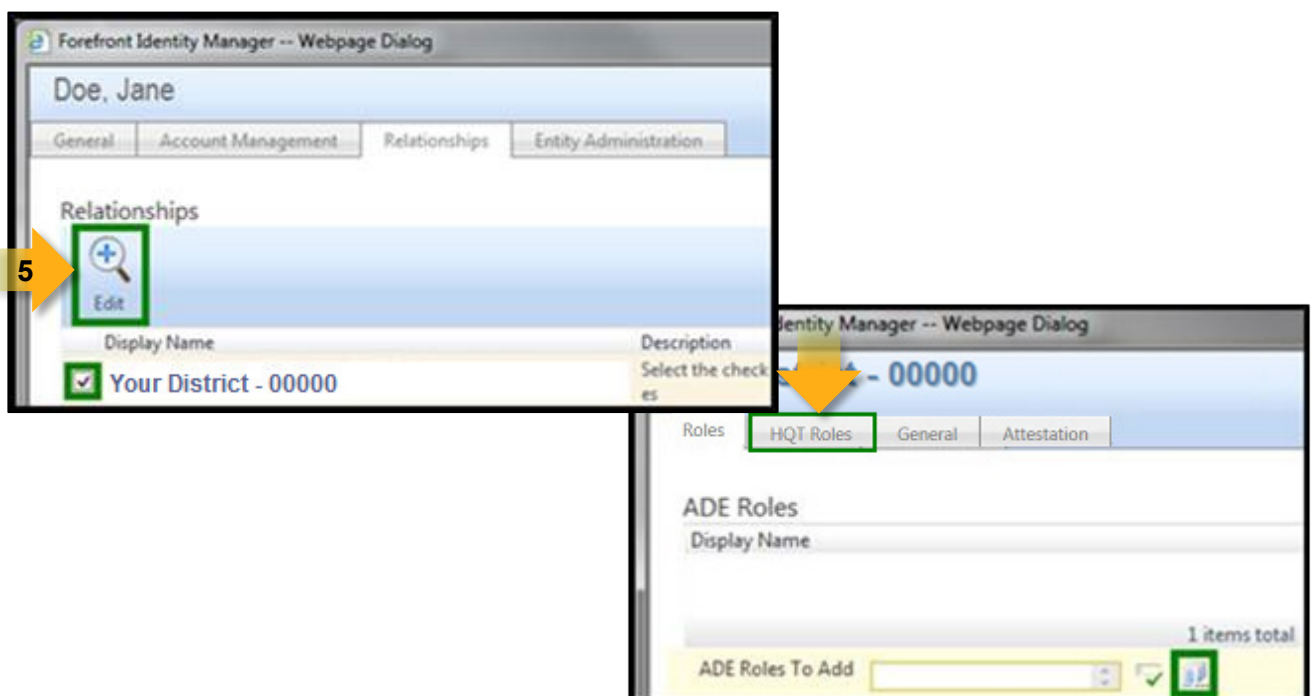 Forefront Identity Manager -- Webpage Dialog
Doe, Jane
General Account Management Relationships Entity Administration
Relationships
5
Edit
Display Name Description
Your District - 00000 Select the check
es
Identity Manager -- Webpage Dialog
- 00000
Roles HQT Roles General Attestation
ADE Roles
Display Name
1 items total
ADE Roles To Add